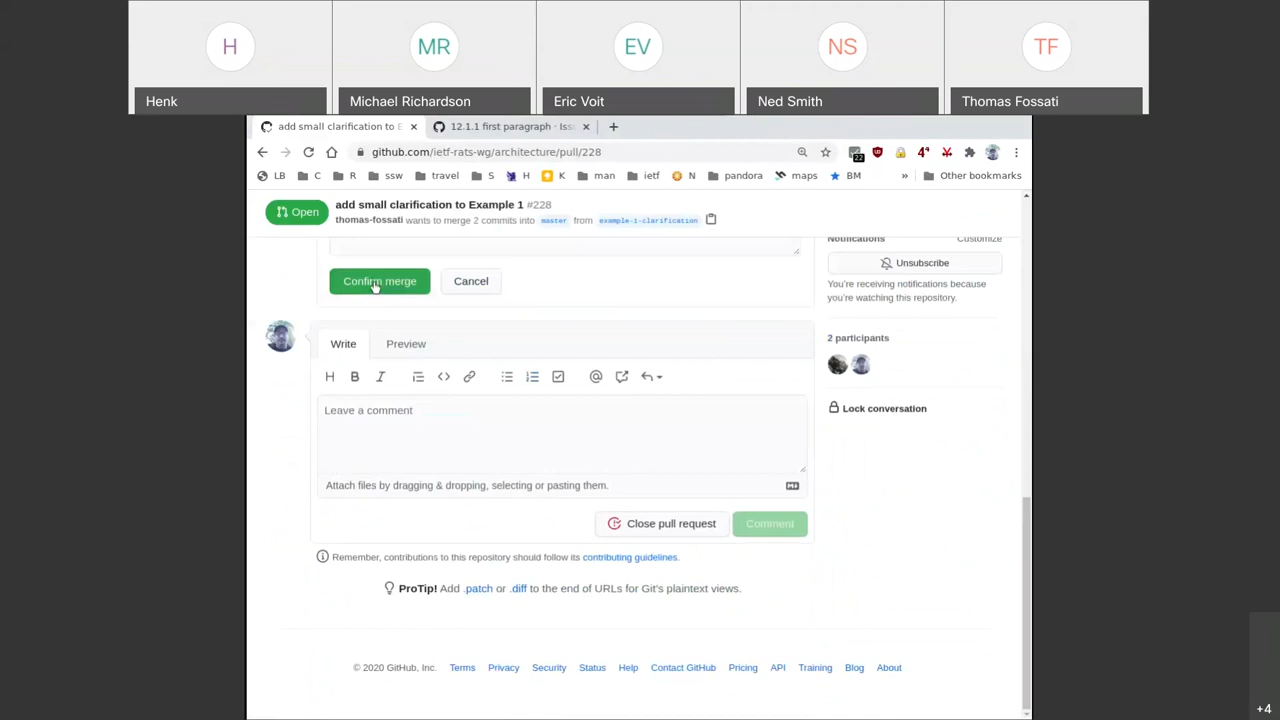 H MR EV NS TF
Henk Michael Richardson Eric Voit Ned Smith Thomas Fossati
add small clarification to E 12.1.1 first paragraph · Iss
github.com/ietf-rats-wg/architecture/pull/228
22
LB C R ssw travel S H K man ietf N pandora maps BM » Other bookmarks
Open add small clarification to Example 1 #228
thomas-fossati wants to merge 2 commits into master from example-1-clarification
Notifications Customize
Confirm merge Cancel Unsubscribe
You're receiving notifications because
you're watching this repository.
2 participants
Write Preview
H B I
Leave a comment
Lock conversation
Attach files by dragging & dropping, selecting or pasting them.
Close pull request Comment
Remember, contributions to this repository should follow its contributing guidelines.
ProTip! Add .patch or .diff to the end of URLs for Git's plaintext views.
© 2020 GitHub, Inc. Terms Privacy Security Status Help Contact GitHub Pricing API Training Blog About
+4